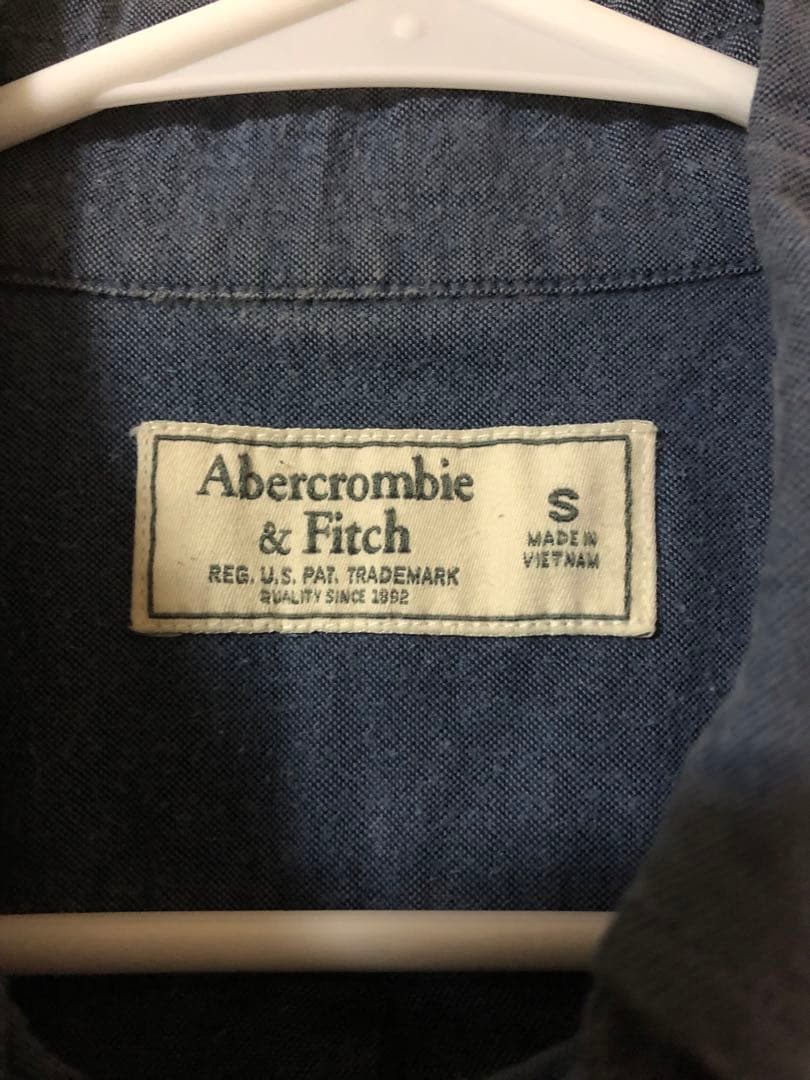 Abercrombie
& Fitch
REG. U.S. PAT. TRADEMARK
QUALITY SINCE 1892
S
MADE IN
VIETNAM